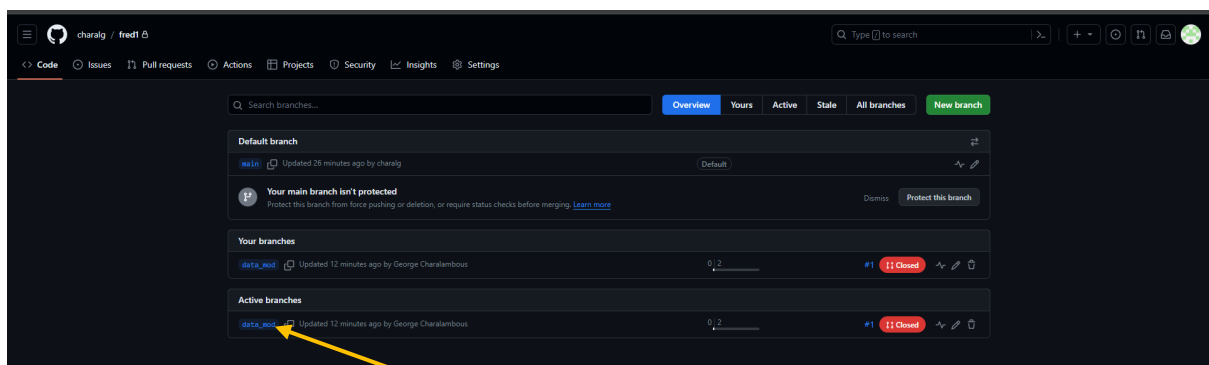 charalg / fred1
Type / to search
Code Issues Pull requests Actions Projects Security Insights Settings
Search branches...
Overview Yours Active Stale All branches New branch
Default branch
main Updated 26 minutes ago by charalg Default
Your main branch isn't protected
Protect this branch from force pushing or deletion, or require status checks before merging. Learn more
Dismiss Protect this branch
Your branches
data_mod Updated 12 minutes ago by George Charalambous 0 2 #1 Closed
Active branches
data_mod Updated 12 minutes ago by George Charalambous 0 2 #1 Closed